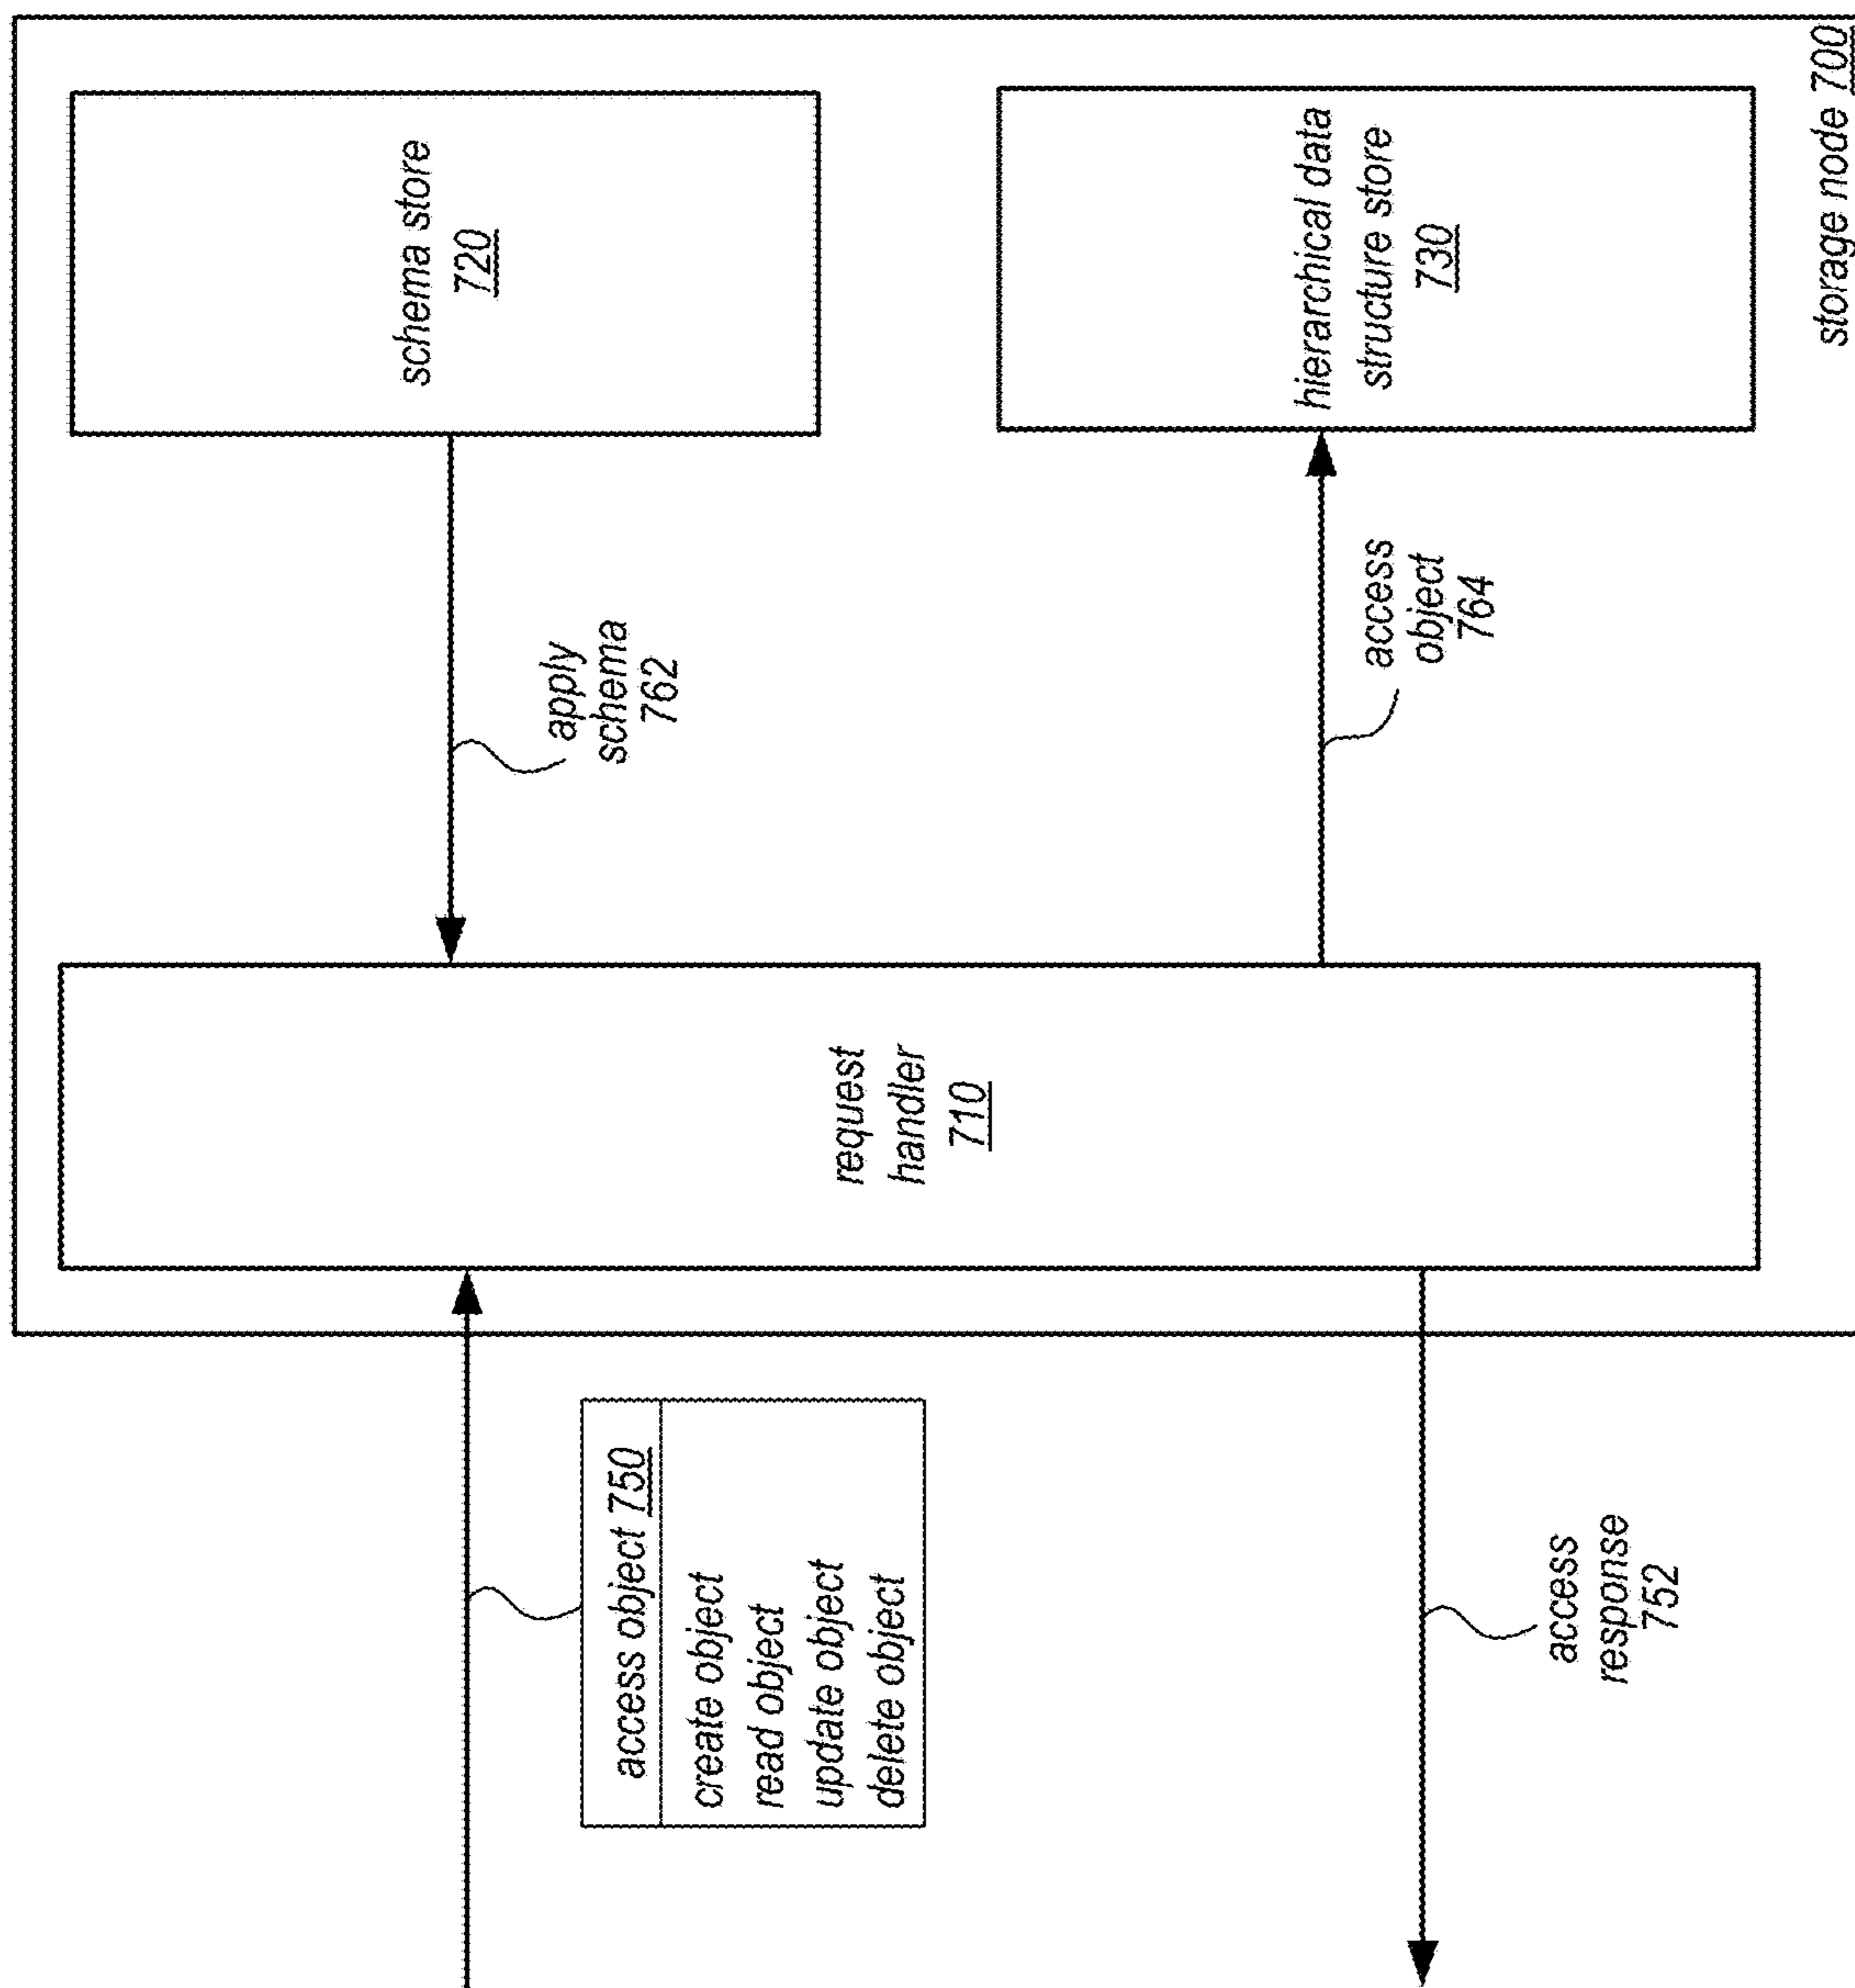 access object 750
create object
read object
update object
delete object
access
response
752
request
handler
710
apply
schema
762
access
object
764
schema store
720
hierarchical data
structure store
730
storage node 700